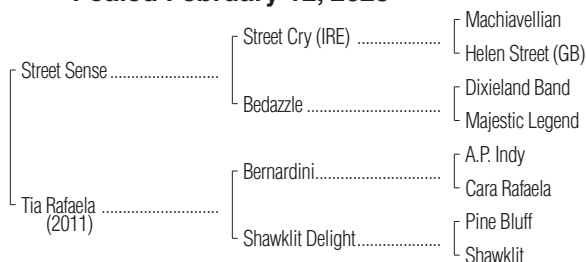 Foaled February 12,
Machiavellian
Street Cry (IRE)
Helen Street (GB)
Street Sense
Dixieland Band
Bedazzle
Majestic Legend
A.P. Indy
Bernardini
Cara Rafaela
Tia Rafaela
(2011)
Pine Bluff
Shawklit Delight
Shawklit